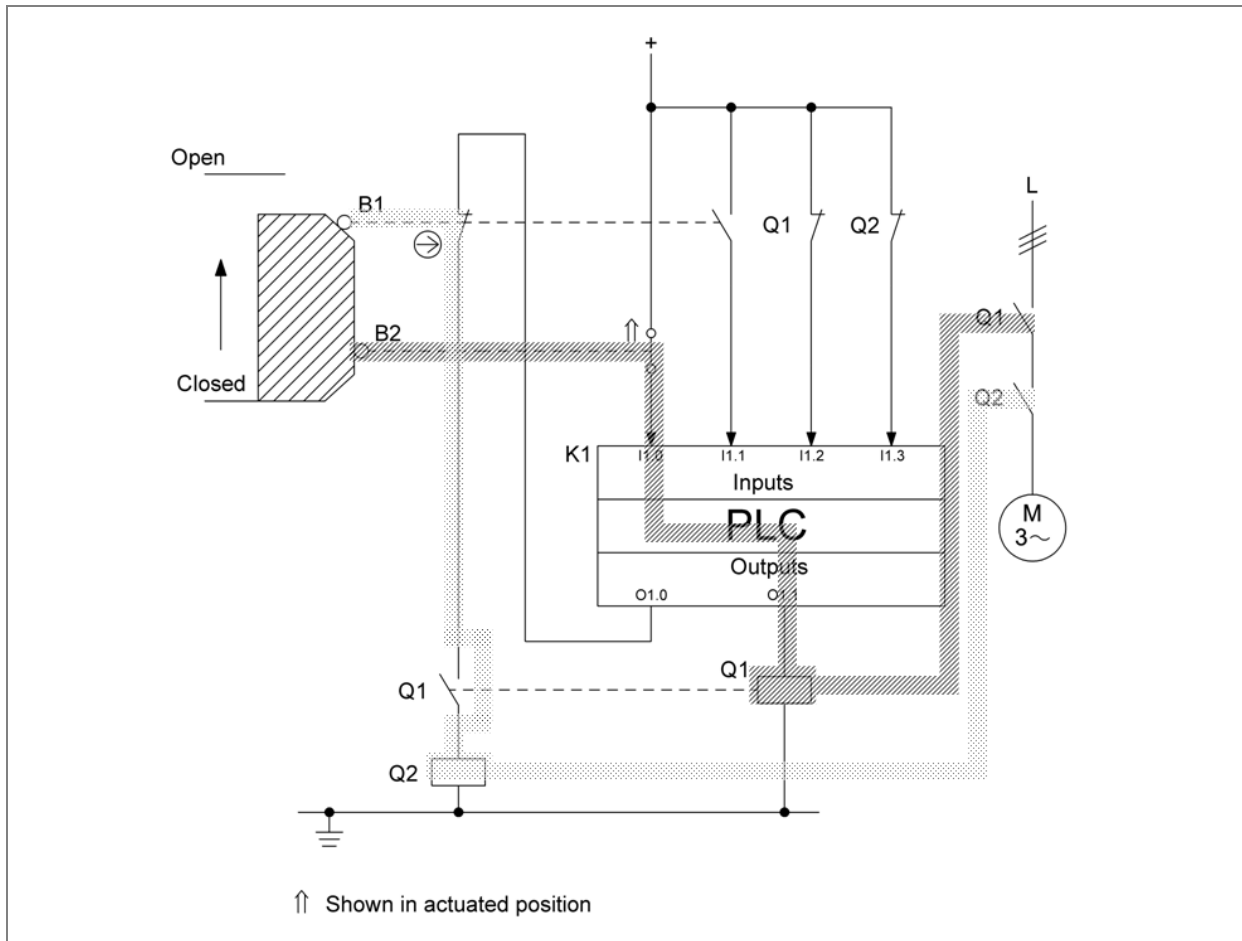 +
Open
L
B1
Q1
Q2
Q1
B2
Closed
Q2
K1
I1.0
I1.1
I1.2
I1.3
Inputs
PLC
M
3~
Outputs
O1.0
O1.1
Q1
Q1
Q2
⇑ Shown in actuated position